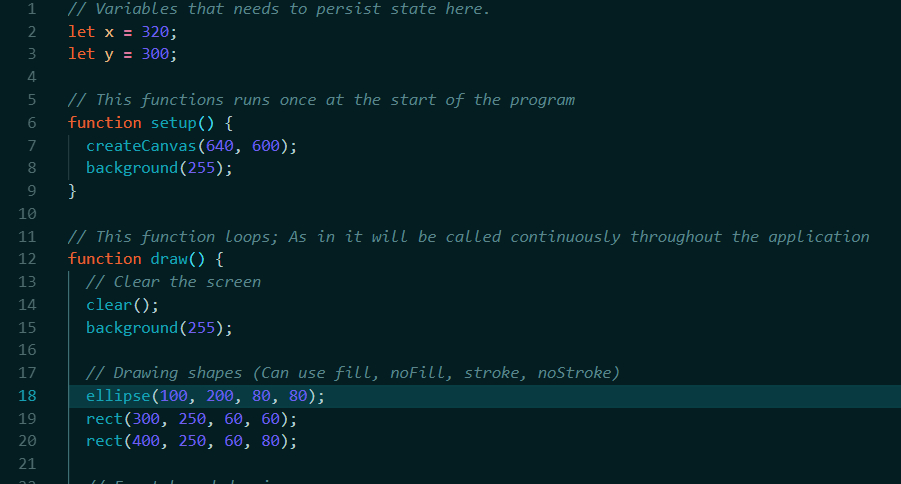 1 // Variables that needs to persist state here.
2 let x = 320;
3 let y = 300;
4
5 // This functions runs once at the start of the program
6 function setup() {
7 createCanvas(640, 600);
8 background(255);
9 }
10
11 // This function loops; As in it will be called continuously throughout the application
12 function draw() {
13 // Clear the screen
14 clear();
15 background(255);
16
17 // Drawing shapes (Can use fill, noFill, stroke, noStroke)
18 ellipse(100, 200, 80, 80);
19 rect(300, 250, 60, 60);
20 rect(400, 250, 60, 80);
21